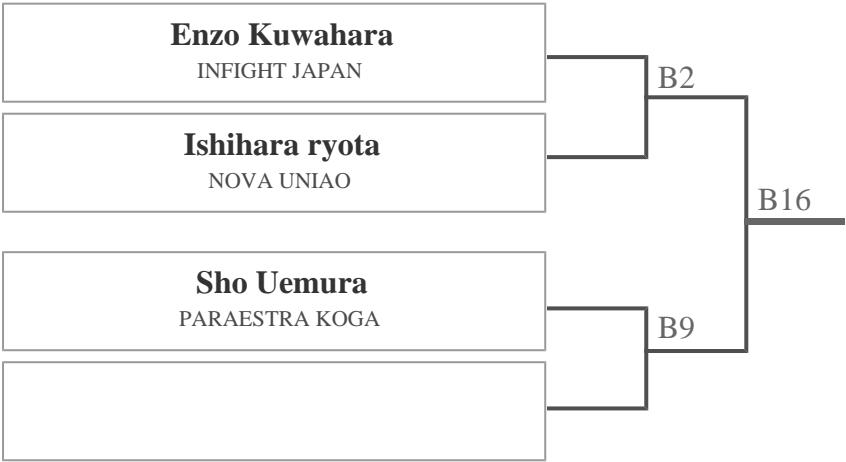 Enzo Kuwahara
INFIGHT JAPAN
B2
Ishihara ryota
NOVA UNIAO
B16
Sho Uemura
PARAESTRA KOGA
B9